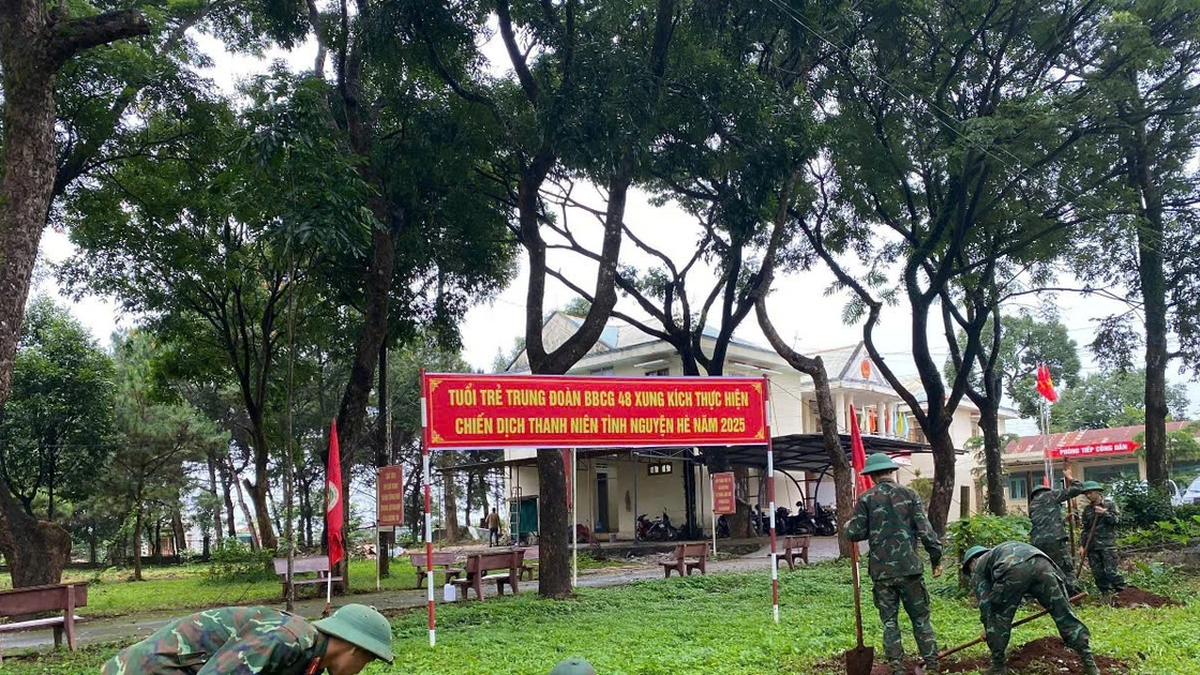 TUỔI TRẺ TRUNG ĐOÀN BBCG 48 XUNG KÍCH THỰC HIỆN
CHIẾN DỊCH THANH NIÊN TÌNH NGUYỆN HÈ NĂM 2025
PHÒNG TIẾP CÔNG DÂN